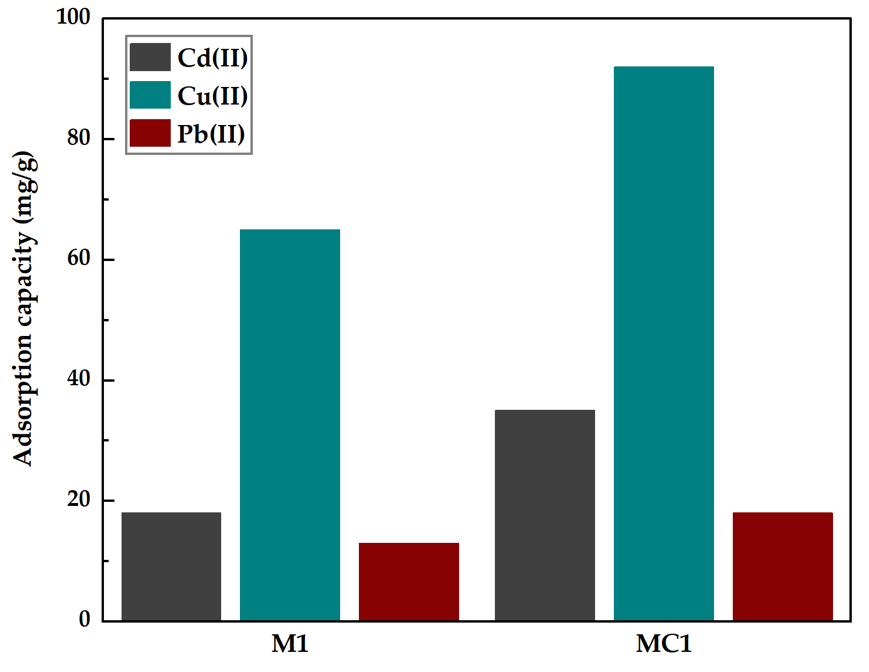 100
80
60
40
20
0
Adsorption capacity (mg/g)
Cd(II)
Cu(II)
Pb(II)
M1
MC1